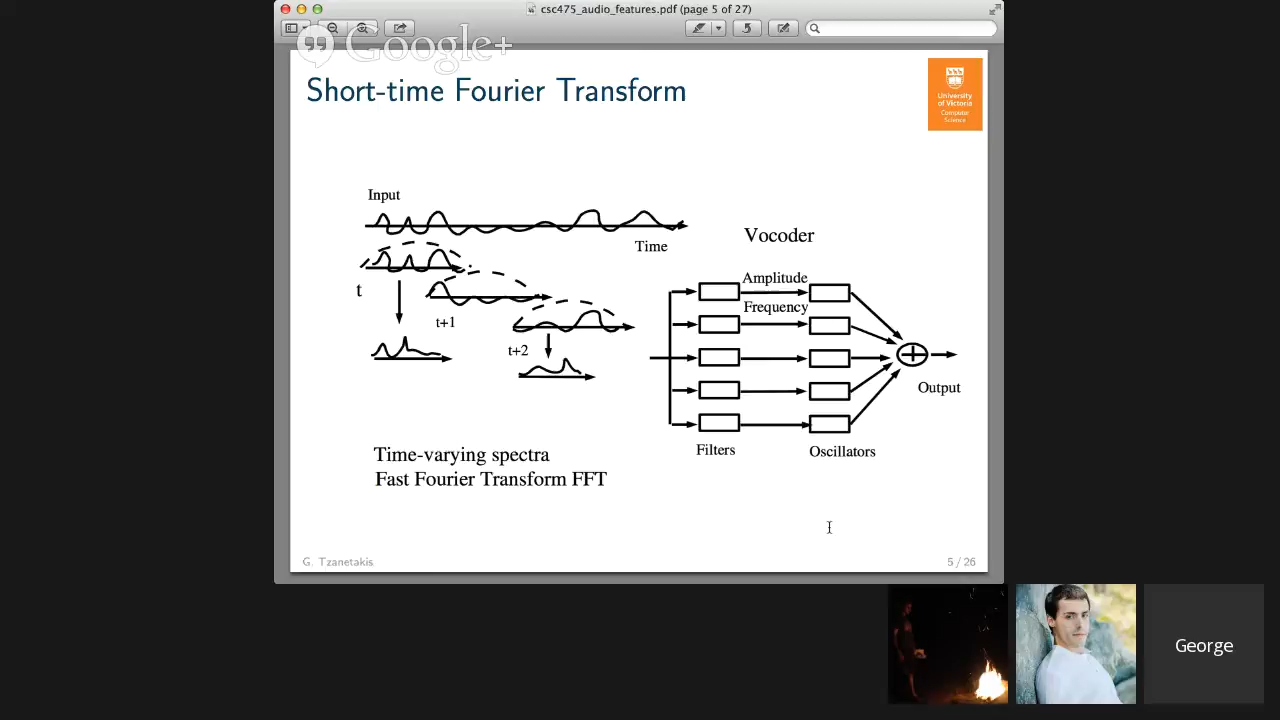 csc475_audio_features.pdf (page 5 of 27)
Google+
Short-time Fourier Transform
University
of Victoria
Computer
Science
Input
Time
t
t+1
t+2
Time-varying spectra
Fast Fourier Transform FFT
Vocoder
Amplitude
Frequency
Output
Filters
Oscillators
G. Tzanetakis
5 / 26
George